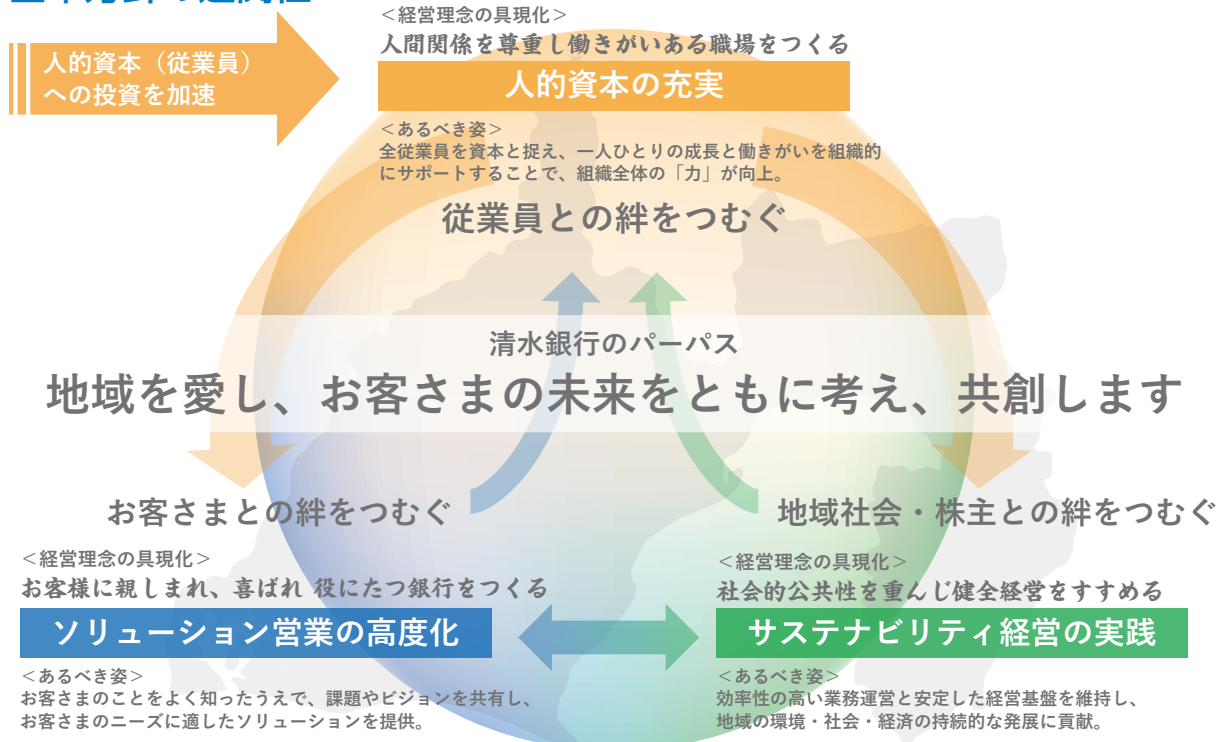 <経営理念の具現化>
人間関係を尊重し働きがいある職場をつくる
人的資本（従業員）
への投資を加速
人的資本の充実
<あるべき姿>
全従業員を資本と捉え、一人ひとりの成長と働きがいを組織的
にサポートすることで、組織全体の「力」が向上。
従業員との絆をつむぐ
清水銀行のパーパス
地域を愛し、お客さまの未来をともに考え、共創します
お客さまとの絆をつむぐ
地域社会・株主との絆をつむぐ
<経営理念の具現化>
お客様に親しまれ、喜ばれ 役にたつ銀行をつくる
ソリューション営業の高度化
<あるべき姿>
お客さまのことをよく知ったうえで、課題やビジョンを共有し、
お客さまのニーズに適したソリューションを提供。
<経営理念の具現化>
社会的公共性を重んじ健全経営をすすめる
サステナビリティ経営の実践
<あるべき姿>
効率性の高い業務運営と安定した経営基盤を維持し、
地域の環境・社会・経済の持続的な発展に貢献。